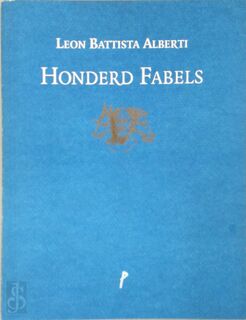 LEON BATTISTA ALBERTI
HONDERD FABELS
P